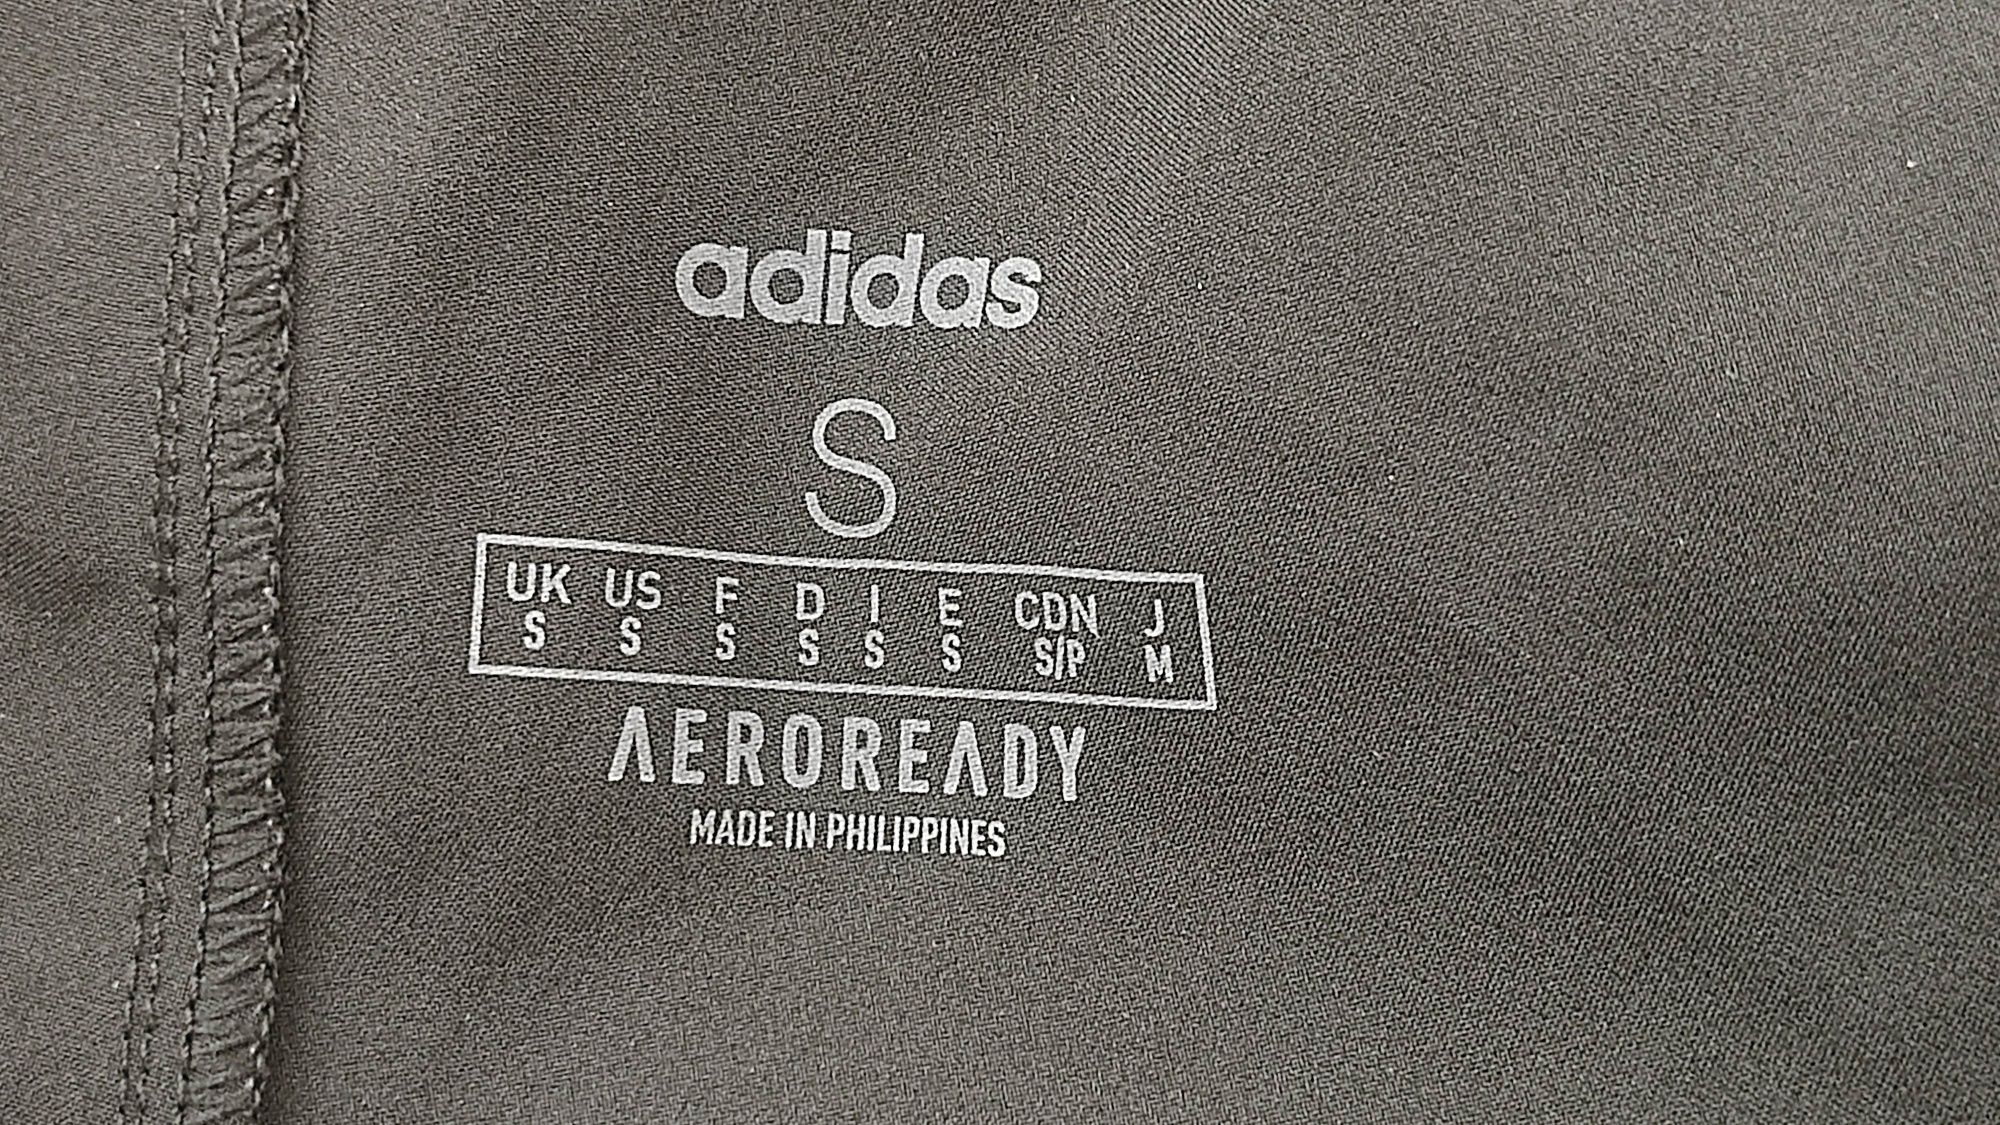 adidas
S
UK US F D I E CDN J
S S S S S S S/P M
AEROREADY
MADE IN PHILIPPINES